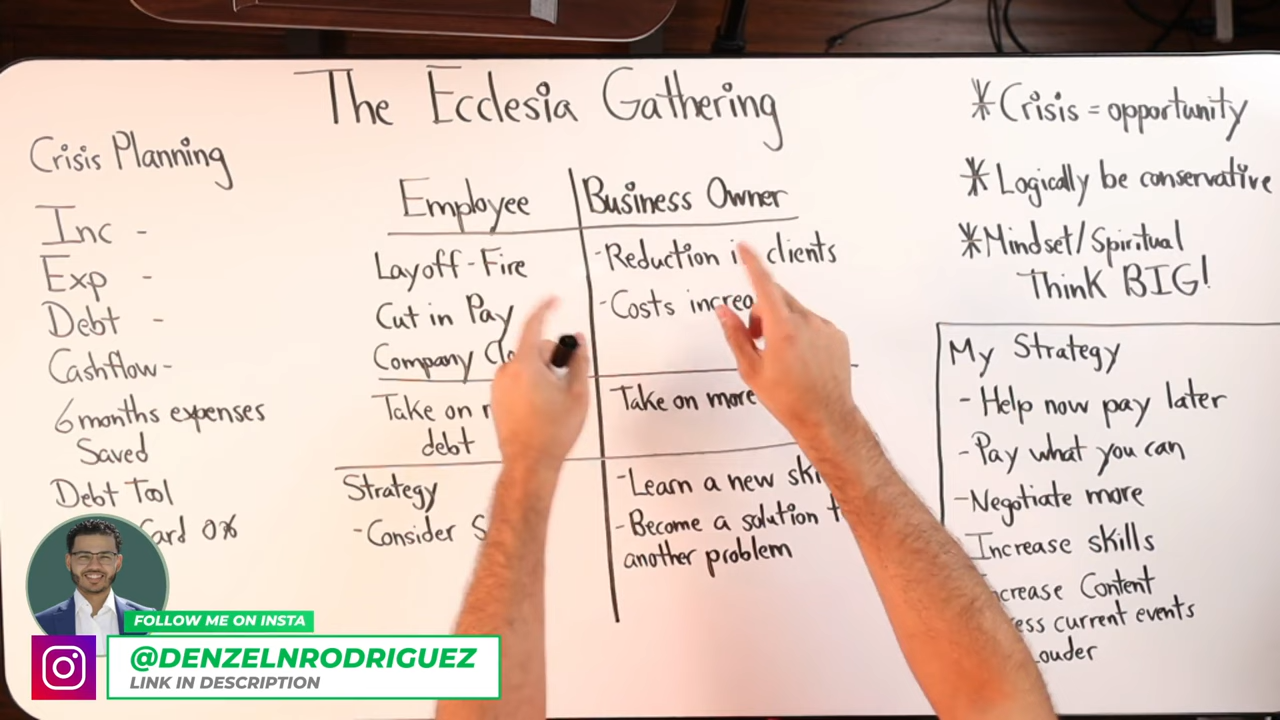 The Ecclesia Gathering
Crisis Planning
Inc -
Exp -
Debt -
Cashflow-
6 months expenses
Saved
Debt Tool
0%
Employee
Layoff-Fire
Cut in Pay
Company
Take on
debt
Strategy
-Consider
Business Owner
-Reduction clients
-Costs
Take on more
-Learn a new
-Become a solution
another problem
*Crisis = opportunity
*Logically be conservative
*Mindset/Spiritual
Think BIG!
My Strategy
-Help now pay later
-Pay what you can
-Negotiate more
Increase skills
Content
current events
FOLLOW ME ON INSTA
@DENZELNRODRIGUEZ
LINK IN DESCRIPTION